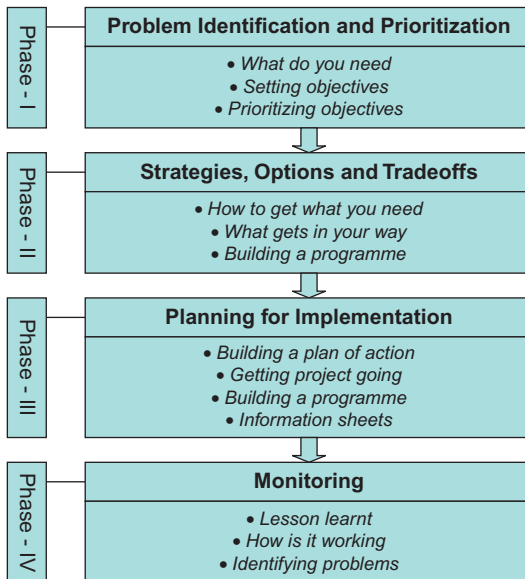 Phase - I
Problem Identification and Prioritization
• What do you need
• Setting objectives
• Prioritizing objectives
Phase - II
Strategies, Options and Tradeoffs
• How to get what you need
• What gets in your way
• Building a programme
Phase - III
Planning for Implementation
• Building a plan of action
• Getting project going
• Building a programme
• Information sheets
Phase - IV
Monitoring
• Lesson learnt
• How is it working
• Identifying problems